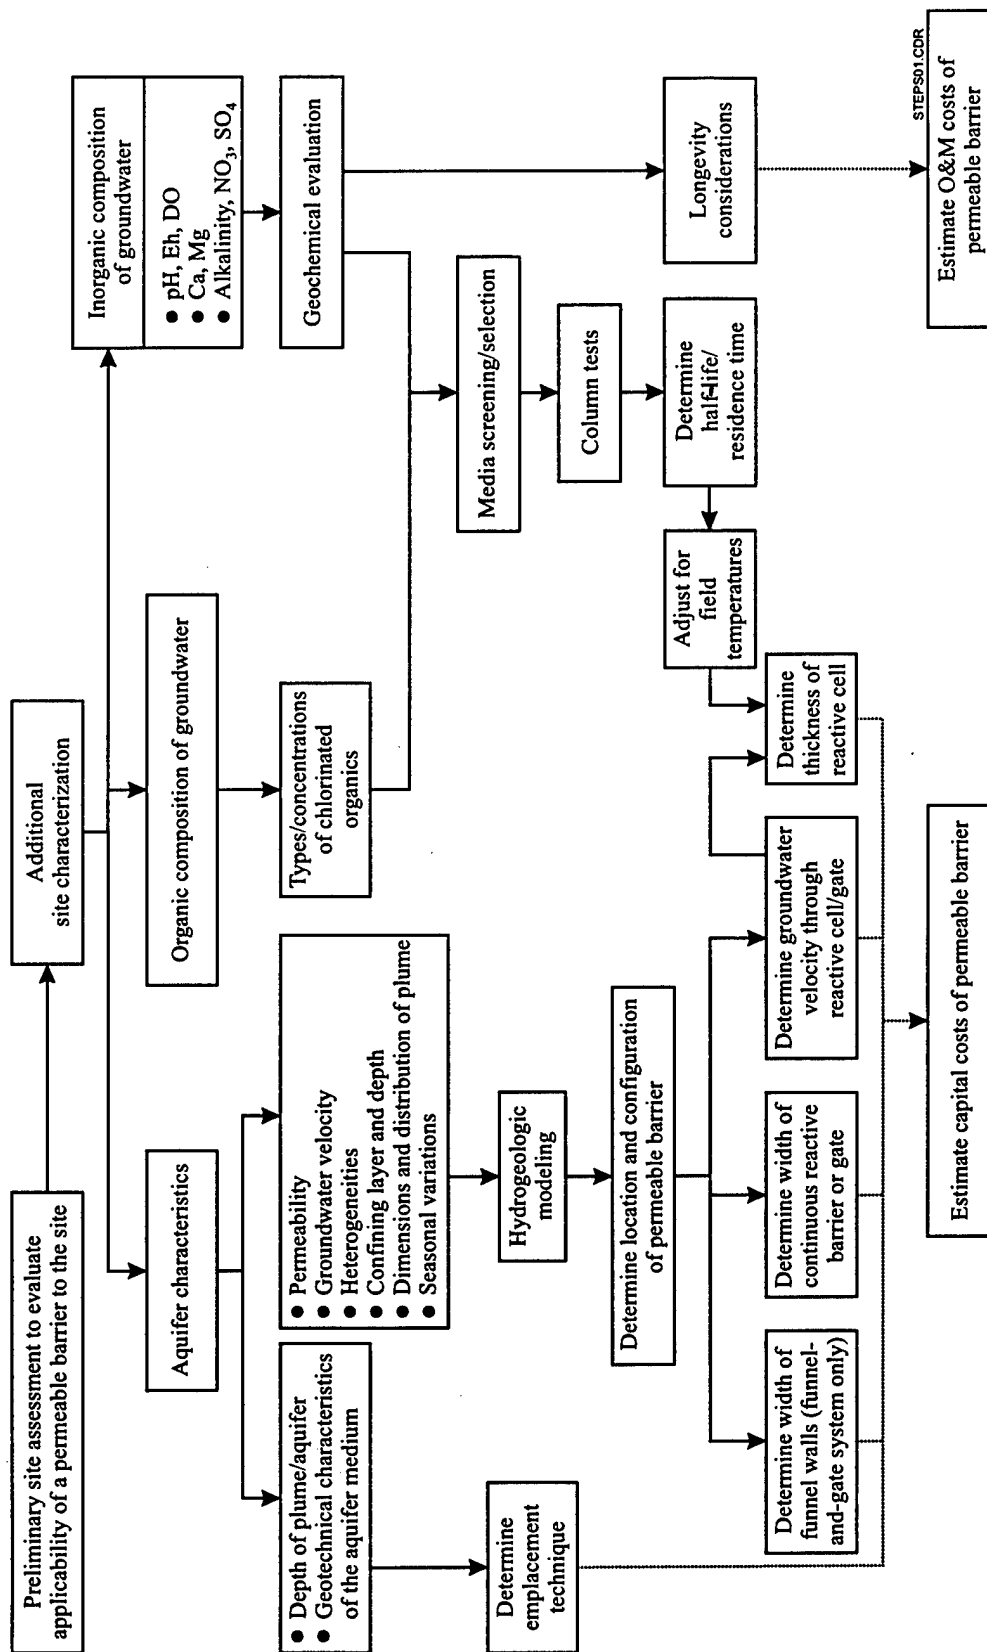 Preliminary site assessment to evaluate
applicability of a permeable barrier to the site
Additional
site characterization
Aquifer characteristics
Organic composition of groundwater
Inorganic composition
of groundwater
● pH, Eh, DO
● Ca, Mg
● Alkalinity, NO₃, SO₄
● Depth of plume/aquifer
● Geotechnical characteristics
of the aquifer medium
● Permeability
● Groundwater velocity
● Heterogeneities
● Confining layer and depth
● Dimensions and distribution of plume
● Seasonal variations
Types/concentrations
of chlorinated
organics
Geochemical evaluation
Media screening/selection
Determine
emplacement
technique
Hydrogeologic
modeling
Column tests
Determine location and configuration
of permeable barrier
Adjust for
field
temperatures
Determine
half-life/
residence time
Longevity
considerations
Determine width of
funnel walls (funnel-
and-gate system only)
Determine width of
continuous reactive
barrier or gate
Determine groundwater
velocity through
reactive cell/gate
Determine
thickness of
reactive cell
STEPS01.CDR
Estimate capital costs of permeable barrier
Estimate O&M costs of
permeable barrier